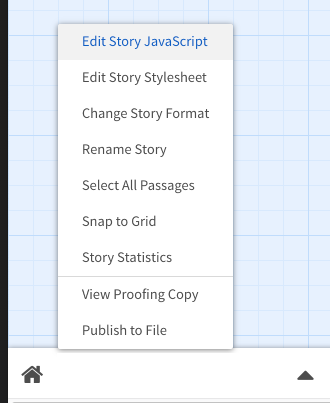 Edit Story JavaScript
Edit Story Stylesheet
Change Story Format
Rename Story
Select All Passages
Snap to Grid
Story Statistics
View Proofing Copy
Publish to File